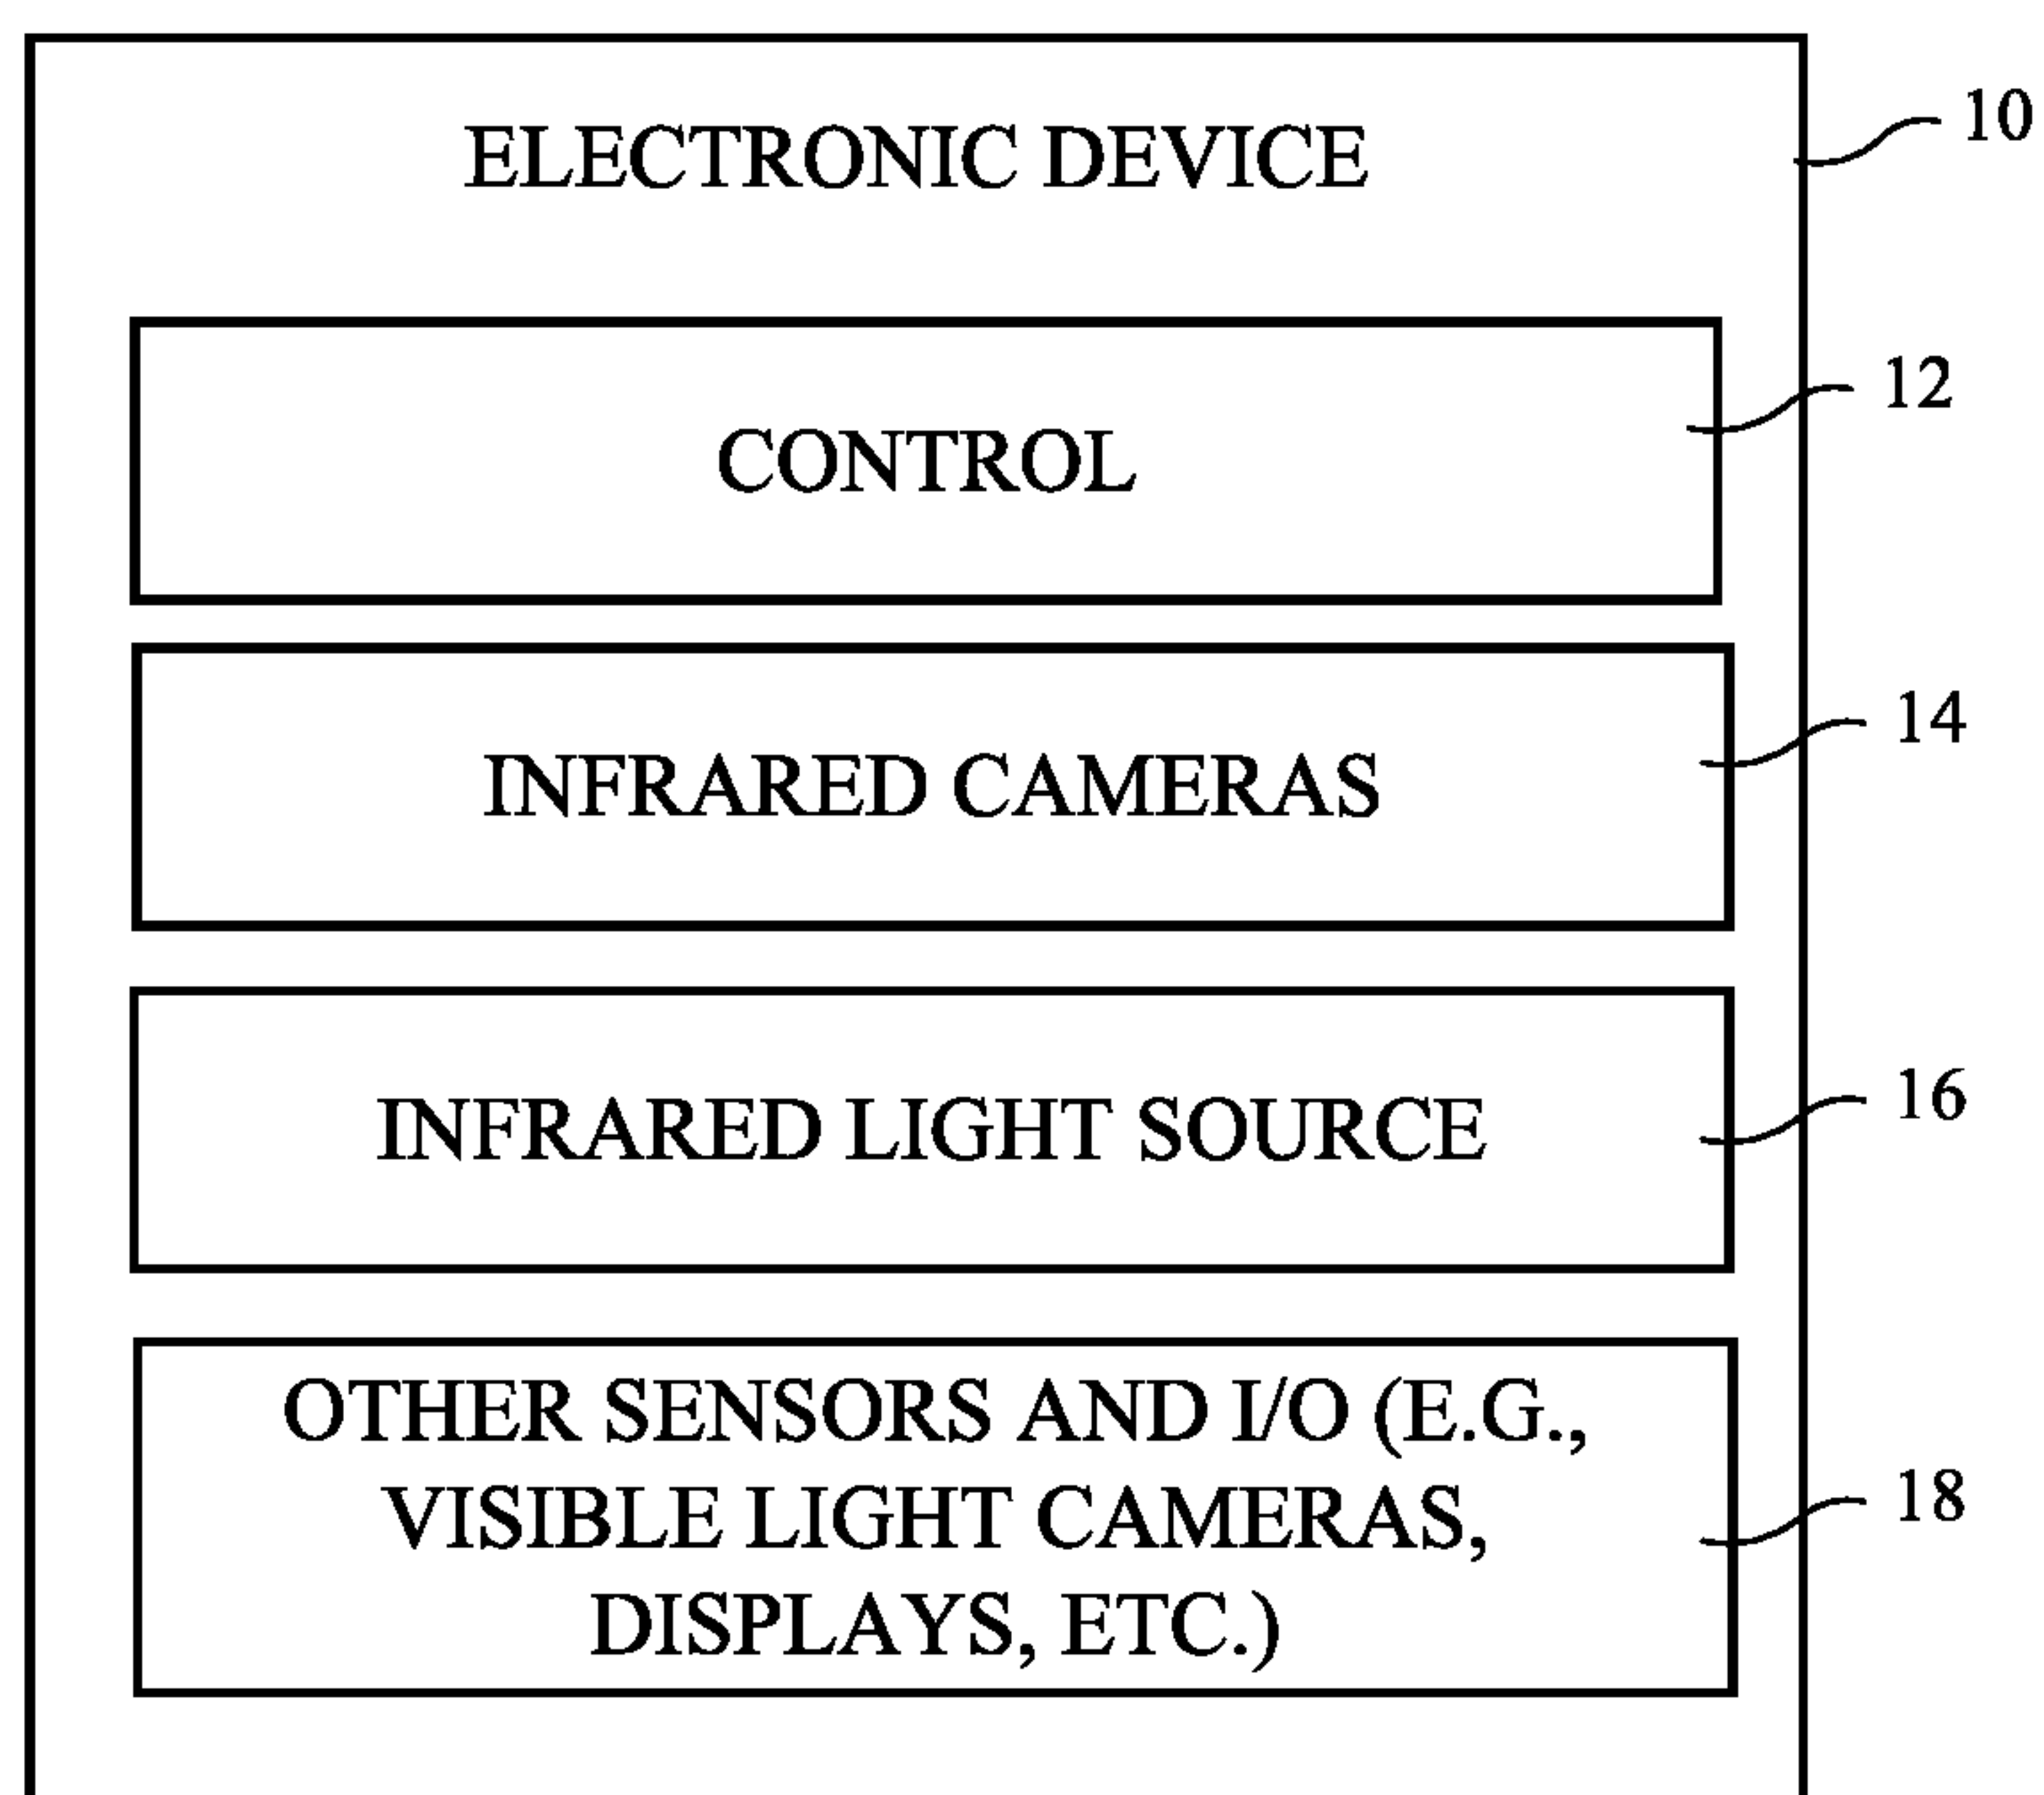 ELECTRONIC DEVICE
10
CONTROL
12
INFRARED CAMERAS
14
INFRARED LIGHT SOURCE
16
OTHER SENSORS AND I/O (E.G.,
VISIBLE LIGHT CAMERAS,
DISPLAYS, ETC.)
18